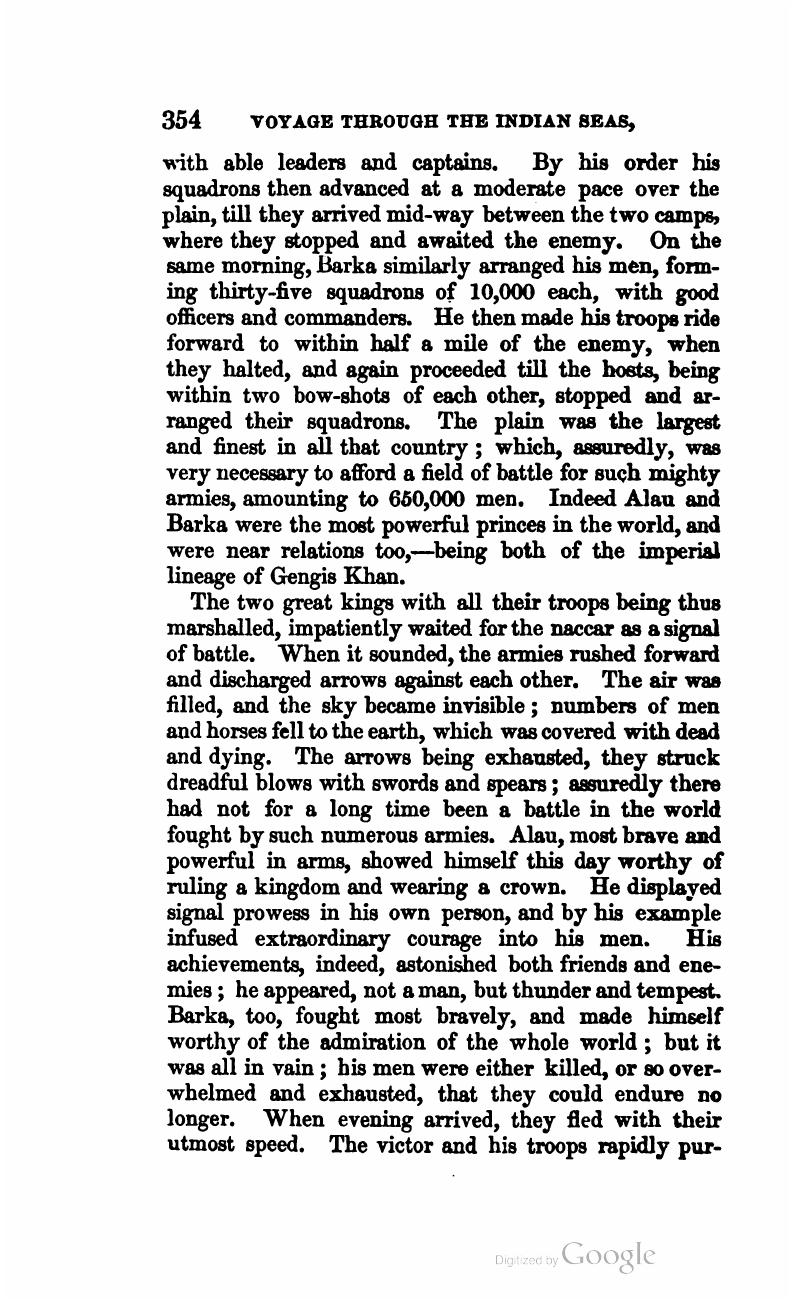 354 VOYAGE THROUGH THE INDIAN SEAS,
with able leaders and captains. By his order his
squadrons then advanced at a moderate pace over the
plain, till they arrived mid-way between the two camps,
where they stopped and awaited the enemy. On the
same morning, Barka similarly arranged his men, form-
ing thirty-five squadrons of 10,000 each, with good
officers and commanders. He then made his troops ride
forward to within half a mile of the enemy, when
they halted, and again proceeded till the hosts, being
within two bow-shots of each other, stopped and ar-
ranged their squadrons. The plain was the largest
and finest in all that country ; which, assuredly, was
very necessary to afford a field of battle for such mighty
armies, amounting to 650,000 men. Indeed Alau and
Barka were the most powerful princes in the world, and
were near relations too,—being both of the imperial
lineage of Gengis Khan.
The two great kings with all their troops being thus
marshalled, impatiently waited for the naccar as a signal
of battle. When it sounded, the armies rushed forward
and discharged arrows against each other. The air was
filled, and the sky became invisible ; numbers of men
and horses fell to the earth, which was covered with dead
and dying. The arrows being exhausted, they struck
dreadful blows with swords and spears ; assuredly there
had not for a long time been a battle in the world
fought by such numerous armies. Alau, most brave and
powerful in arms, showed himself this day worthy of
ruling a kingdom and wearing a crown. He displayed
signal prowess in his own person, and by his example
infused extraordinary courage into his men. His
achievements, indeed, astonished both friends and ene-
mies ; he appeared, not a man, but thunder and tempest.
Barka, too, fought most bravely, and made himself
worthy of the admiration of the whole world ; but it
was all in vain ; his men were either killed, or so over-
whelmed and exhausted, that they could endure no
longer. When evening arrived, they fled with their
utmost speed. The victor and his troops rapidly pur-
Digitized by Google